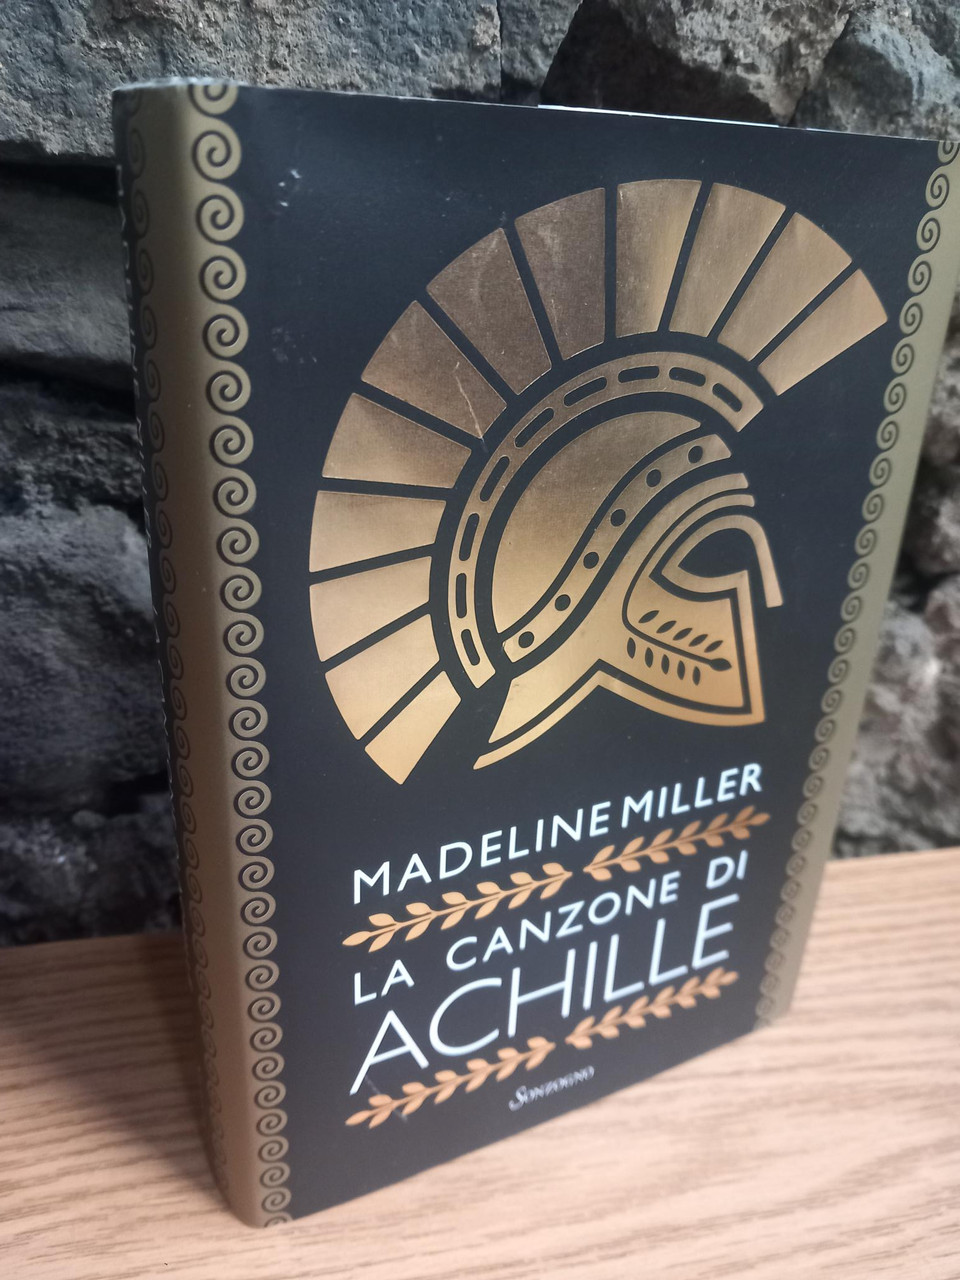 MADELINE MILLER
LA CANZONE DI
ACHILLE
SONZOGNO